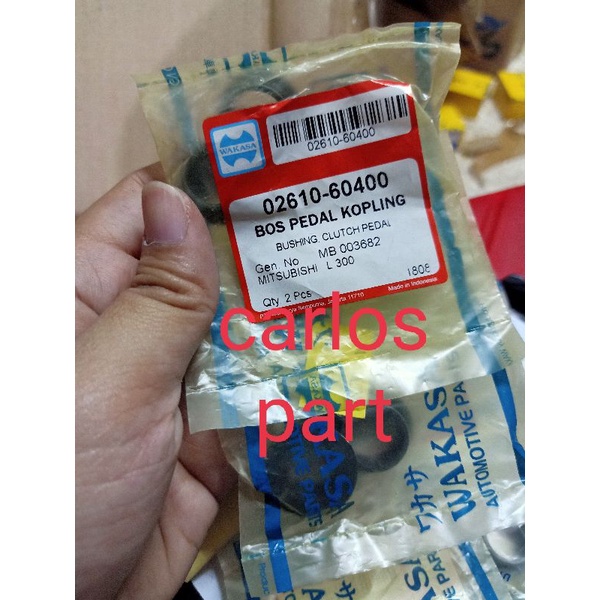 WAKASA
02610-60400
02610-60400
BOS PEDAL KOPLING
BUSHING. CLUTCH PEDAL
Gen. No MB 003682
MITSUBISHI L 300
1808
Qty 2 Pcs
Made in Indonesia
carlos
part
ワカサ
WAKASA
AUTOMOTIVE PARTS